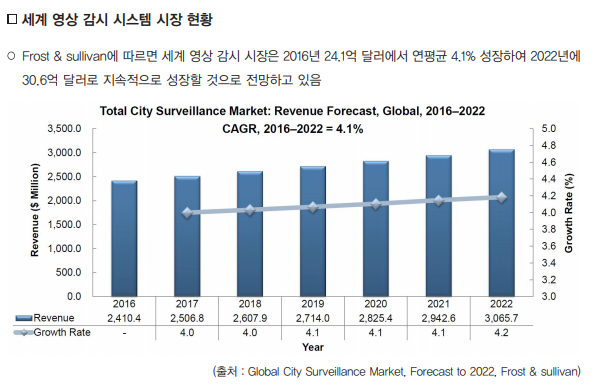 □ 세계 영상 감시 시스템 시장 현황
○ Frost & sullivan에 따르면 세계 영상 감시 시장은 2016년 24.1억 달러에서 연평균 4.1% 성장하여 2022년에
30.6억 달러로 지속적으로 성장할 것으로 전망하고 있음
Total City Surveillance Market: Revenue Forecast, Global, 2016–2022
CAGR, 2016–2022 = 4.1%
Revenue ($ Million)
3,500.0
3,000.0
2,500.0
2,000.0
1,500.0
1,000.0
500.0
0.0
5.0
4.8
4.6
4.4
4.2
4.0
3.8
3.6
3.4
3.2
3.0
Growth Rate (%)
2016 2017 2018 2019 2020 2021 2022
Revenue 2,410.4 2,506.8 2,607.9 2,714.0 2,825.4 2,942.6 3,065.7
Growth Rate - 4.0 4.0 4.1 4.1 4.1 4.2
Year
(출처 : Global City Surveillance Market, Forecast to 2022, Frost & sullivan)